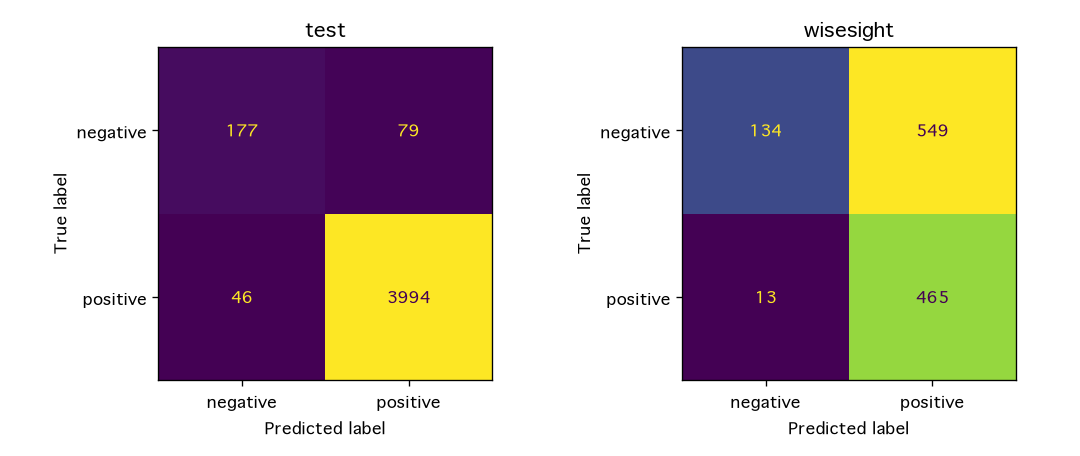 test
negative
177
79
positive
46
3994
True label
negative
positive
Predicted label
wisesight
negative
134
549
positive
13
465
True label
negative
positive
Predicted label